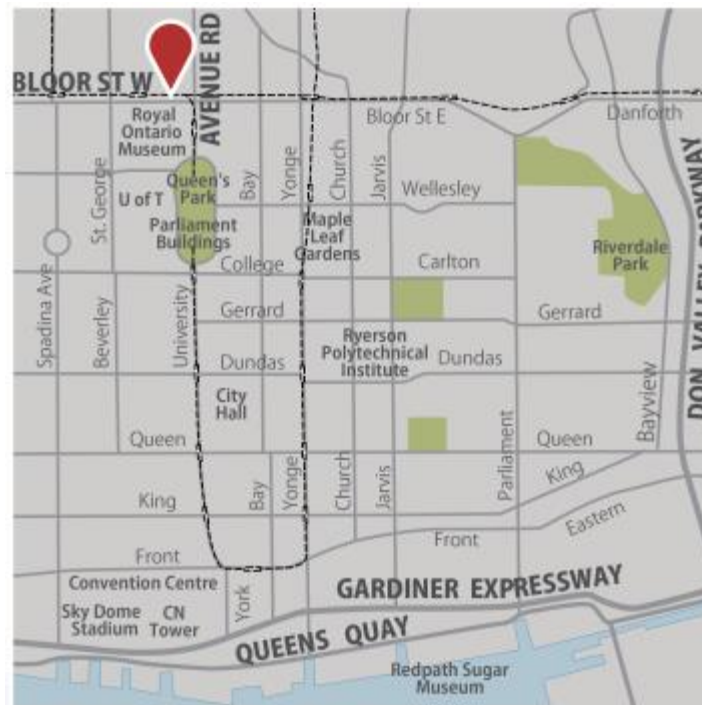 BLOOR ST W
AVENUE RD
Bloor St E
Danforth
Royal
Ontario
Museum
St. George
U of T
Queen's
Park
Parliament
Buildings
Bay
Yonge
Church
Jarvis
Wellesley
Maple
Leaf
Gardens
Riverdale
Park
DON VALLEY PARKWAY
College
Carlton
Spadina Ave
Beverley
University
Gerrard
Gerrard
Dundas
Ryerson
Polytechnical
Institute
Dundas
City
Hall
Bayview
Queen
Parliament
Queen
King
Bay
Yonge
Church
Jarvis
King
Eastern
Front
Front
Convention Centre
York
GARDINER EXPRESSWAY
Sky Dome
Stadium
CN
Tower
QUEENS QUAY
Redpath Sugar
Museum